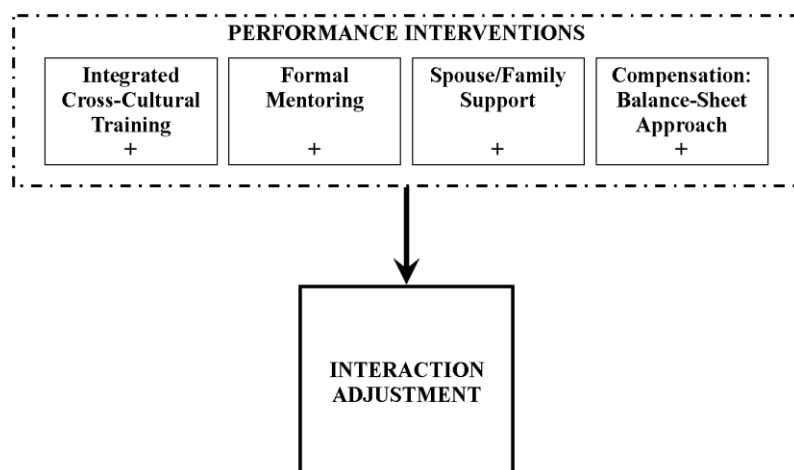 PERFORMANCE INTERVENTIONS
Integrated
Cross-Cultural
Training
+
Formal
Mentoring
+
Spouse/Family
Support
+
Compensation:
Balance-Sheet
Approach
+
INTERACTION
ADJUSTMENT